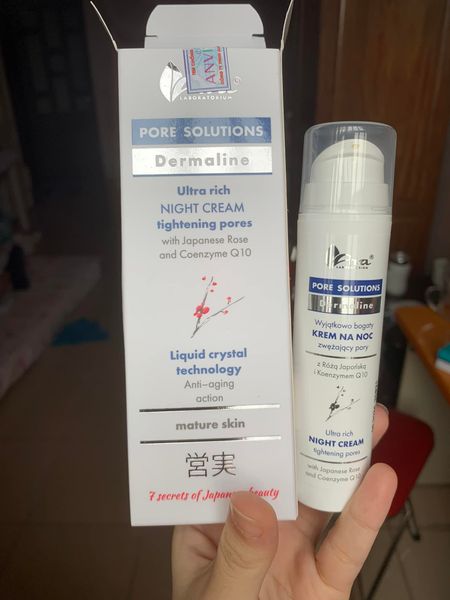 ANVI
LABORATORIUM
PORE SOLUTIONS
Dermaline
Ultra rich
NIGHT CREAM
tightening pores
with Japanese Rose
and Coenzyme Q10
Liquid crystal
technology
Anti-aging
action
mature skin
営実
7 secrets of Japanese beauty
PORE SOLUTIONS
Dermaline
Wyjątkowo bogaty
KREM NA NOC
zwężający pory
z Różą Japońską
i Koenzymem Q10
Ultra rich
NIGHT CREAM
tightening pores
with Japanese Rose
and Coenzyme Q10